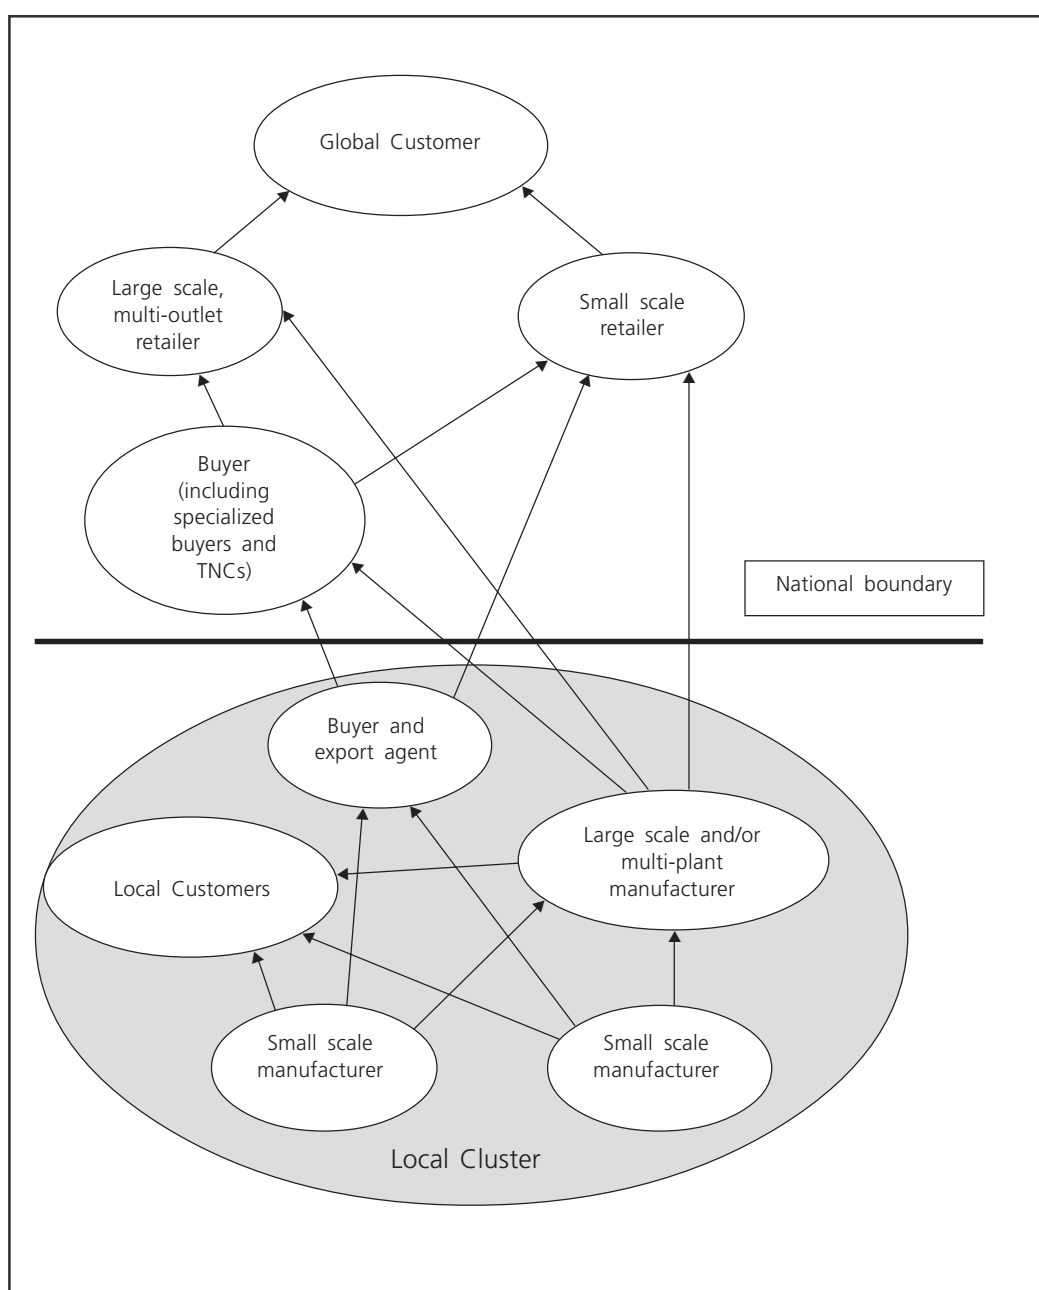 Global Customer
Large scale,
multi-outlet
retailer
Small scale
retailer
Buyer
(including
specialized
buyers and
TNCs)
National boundary
Buyer and
export agent
Large scale and/or
multi-plant
manufacturer
Local Customers
Small scale
manufacturer
Small scale
manufacturer
Local Cluster